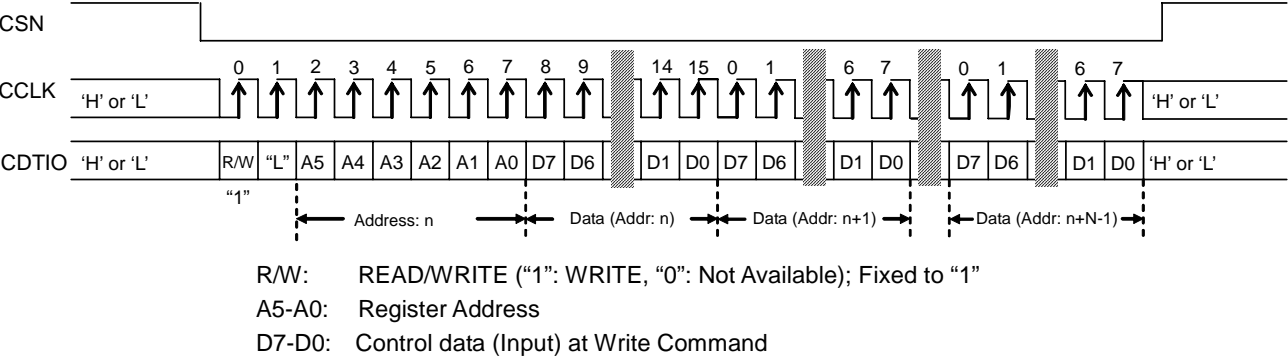 CSN
0 1 2 3 4 5 6 7 8 9 14 15 0 1 6 7 0 1 6 7
CCLK 'H' or 'L' 'H' or 'L'
CDTIO 'H' or 'L' R/W "L" A5 A4 A3 A2 A1 A0 D7 D6 D1 D0 D7 D6 D1 D0 D7 D6 D1 D0 'H' or 'L'
"1"
Address: n Data (Addr: n) Data (Addr: n+1) Data (Addr: n+N-1)
R/W: READ/WRITE ("1": WRITE, "0": Not Available); Fixed to "1"
A5-A0: Register Address
D7-D0: Control data (Input) at Write Command